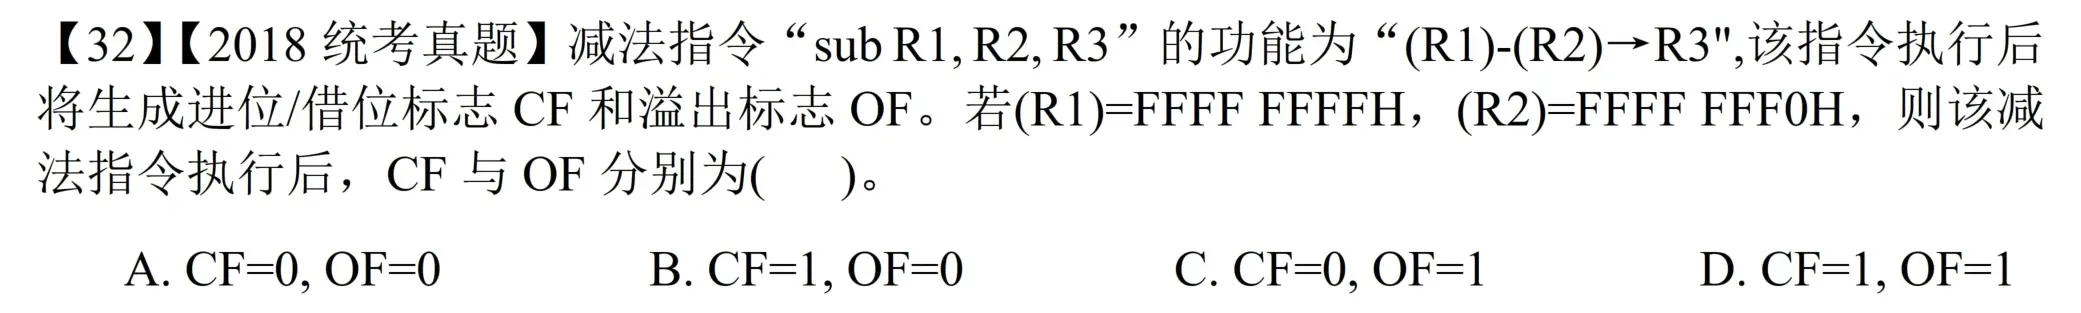 【32】【2018 统考真题】减法指令“sub R1, R2, R3”的功能为“(R1)-(R2)→R3",该指令执行后
将生成进位/借位标志 CF 和溢出标志 OF。若(R1)=FFFF FFFFH，(R2)=FFFF FFF0H，则该减
法指令执行后，CF 与 OF 分别为(  )。
A. CF=0, OF=0 B. CF=1, OF=0 C. CF=0, OF=1 D. CF=1, OF=1